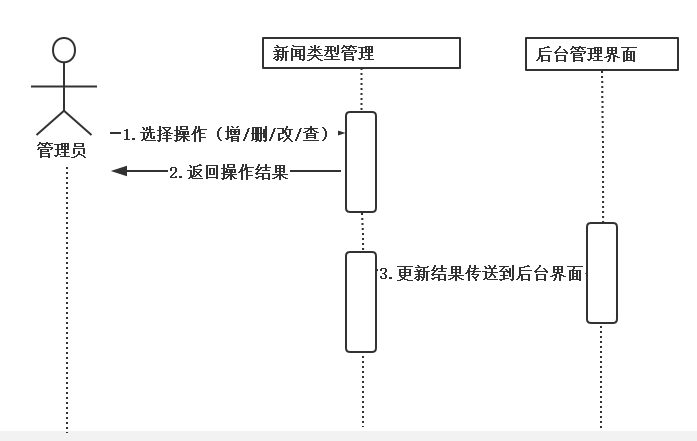 新闻类型管理
后台管理界面
1.选择操作（增/删/改/查）
管理员
2.返回操作结果
3.更新结果传送到后台界面